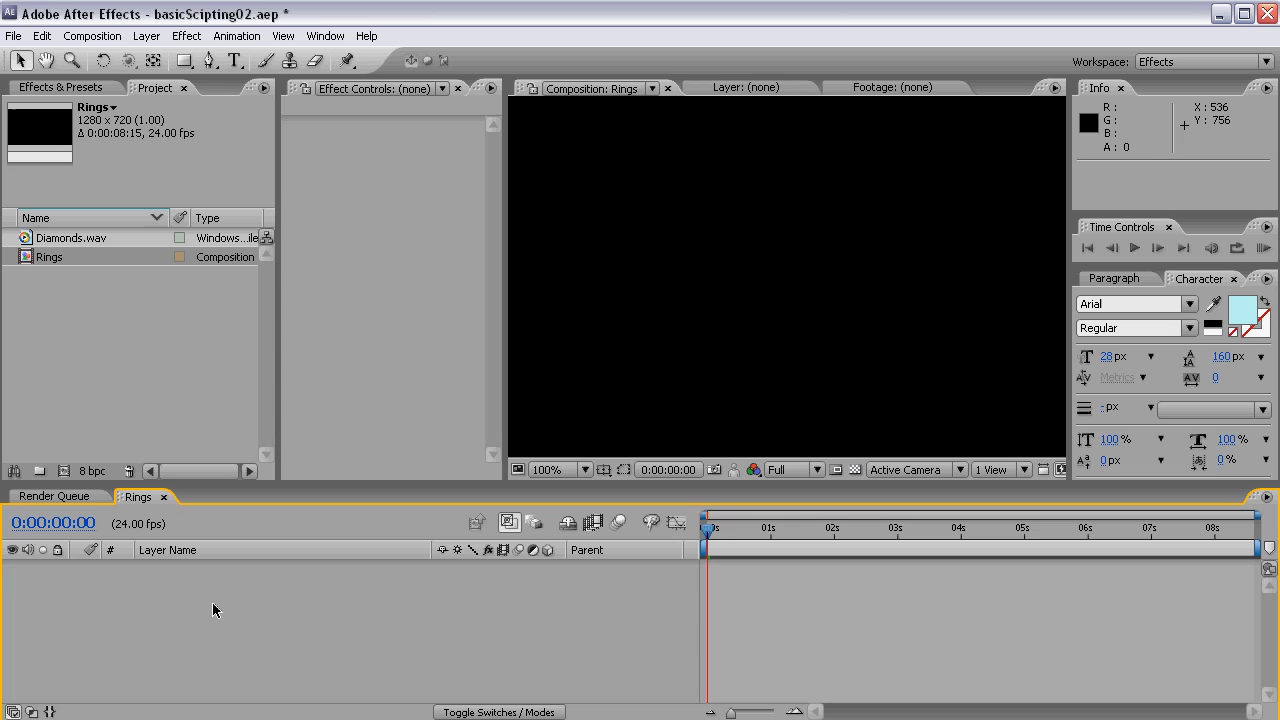 Adobe After Effects - basicScipting02.aep *
File Edit Composition Layer Effect Animation View Window Help
Workspace: Effects
Effects & Presets Project
Rings
1280 x 720 (1.00)
Δ 0:00:08:15, 24.00 fps
Name Type
Diamonds.wav Windows...ile
Rings Composition
8 bpc
Effect Controls: (none)
Composition: Rings Layer: (none) Footage: (none)
100% 0:00:00:00 Full Active Camera 1 View
Info
R :
G :
B :
A : 0
X : 536
Y : 756
Time Controls
Paragraph Character
Arial
Regular
28 px 160 px
Metrics 0
- px
100 % 100 %
0 px 0 %
Render Queue Rings
0:00:00:00 (24.00 fps)
# Layer Name Parent
01s 02s 03s 04s 05s 06s 07s 08s
Toggle Switches / Modes